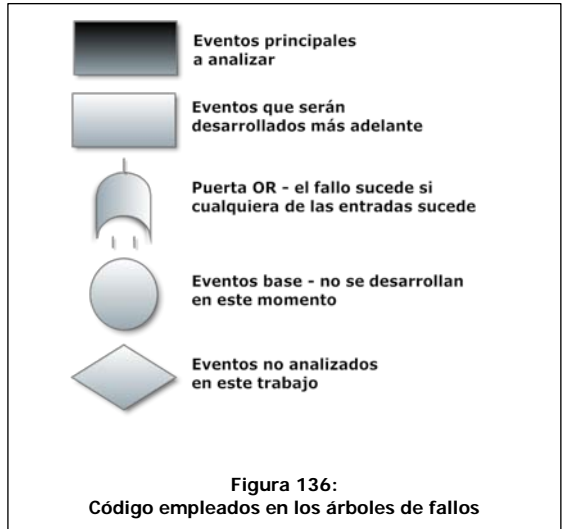 Eventos principales
a analizar
Eventos que serán
desarrollados más adelante
Puerta OR - el fallo sucede si
cualquiera de las entradas sucede
Eventos base - no se desarrollan
en este momento
Eventos no analizados
en este trabajo
Figura 136:
Código empleados en los árboles de fallos